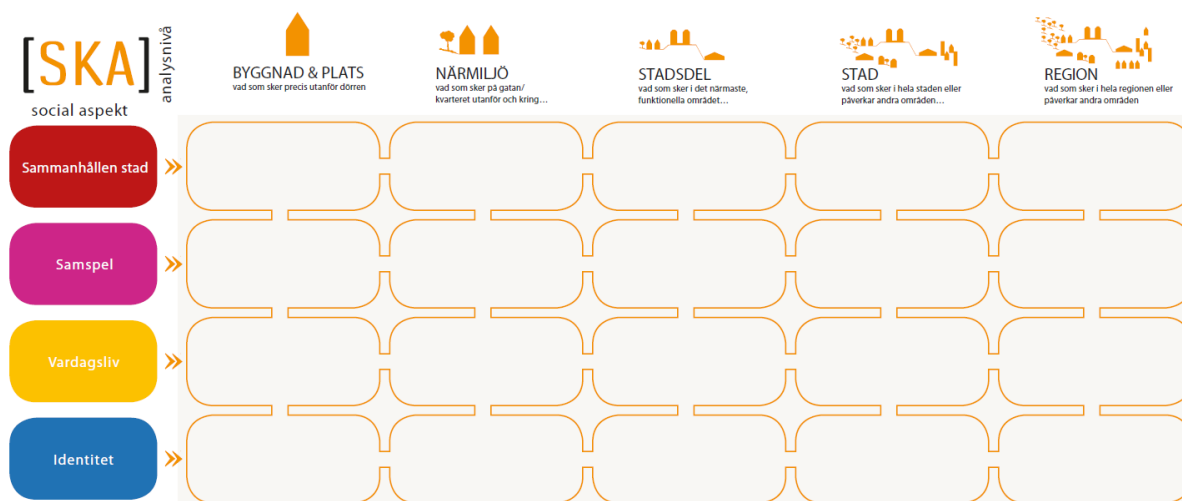 [SKA]
social aspekt
analysnivå
BYGGNAD & PLATS
vad som sker precis utanför dörren
NÄRMILJÖ
vad som sker på gatan/
kvarteret utanför och kring...
STADSDEL
vad som sker i det närmaste,
funktionella området...
STAD
vad som sker i hela staden eller
påverkar andra områden...
REGION
vad som sker i hela regionen eller
påverkar andra områden
Sammanhållen stad
Samspel
Vardagsliv
Identitet